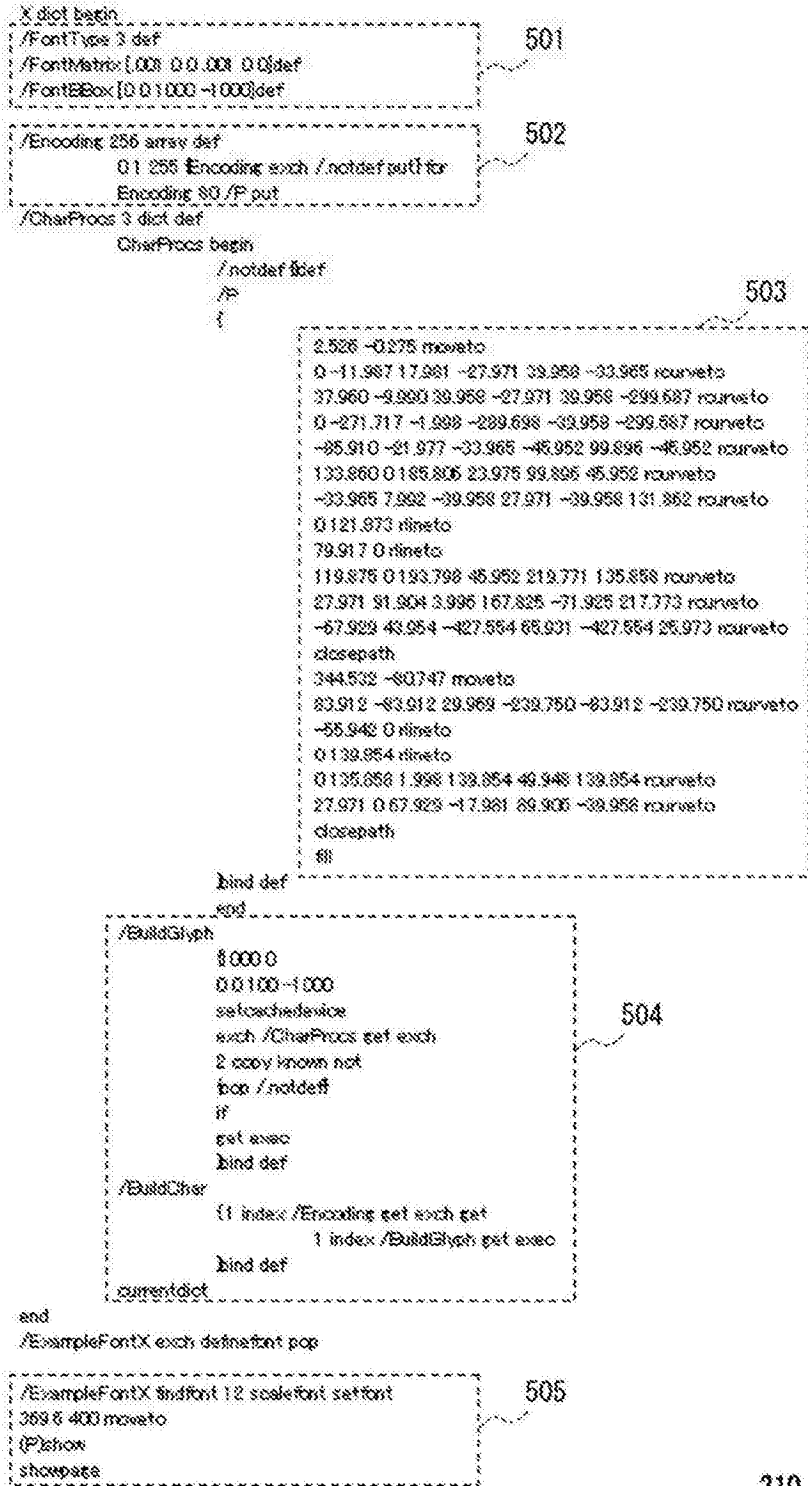 X dict begin
/FontType 3 def
/FontMatrix [.001 0 0 .001 0 0]def
/FontBBox [0 0 1000 -1000]def
501
/Encoding 256 array def
0 1 255 {Encoding exch /.notdef put} for
Encoding 80 /P put
502
/CharProcs 3 dict def
CharProcs begin
/.notdef {}def
/P
{
503
2.526 -0.275 moveto
0 -11.987 17.981 -27.971 39.958 -33.965 rcurveto
37.960 -9.990 39.958 -27.971 39.958 -299.687 rcurveto
0 -271.717 -1.998 -289.698 -39.958 -299.687 rcurveto
-85.910 -21.977 -33.965 -45.952 99.896 -45.952 rcurveto
133.860 0 185.806 23.975 99.896 45.952 rcurveto
-33.965 7.992 -39.958 27.971 -39.958 131.862 rcurveto
0 121.873 rlineto
79.917 0 rlineto
119.875 0 193.798 45.952 219.771 135.858 rcurveto
27.971 91.904 3.996 167.825 -71.925 217.773 rcurveto
-67.929 43.954 -427.554 65.931 -427.554 25.973 rcurveto
closepath
344.532 -80.747 moveto
83.912 -83.912 29.969 -239.750 -83.912 -239.750 rcurveto
-55.942 0 rlineto
0 139.854 rlineto
0 135.858 1.998 139.854 49.948 139.854 rcurveto
27.971 0 67.929 -17.981 89.906 -39.958 rcurveto
closepath
fill
}bind def
end
/BuildGlyph
{1000 0
0 0 100 -1000
setcachedevice
exch /CharProcs get exch
2 copy known not
{pop /.notdef}
if
get exec
}bind def
/BuildChar
{1 index /Encoding get exch get
1 index /BuildGlyph get exec
}bind def
currentdict
504
end
/ExampleFontX exch definefont pop
/ExampleFontX findfont 12 scalefont setfont
369.6 400 moveto
(P)show
showpage
505